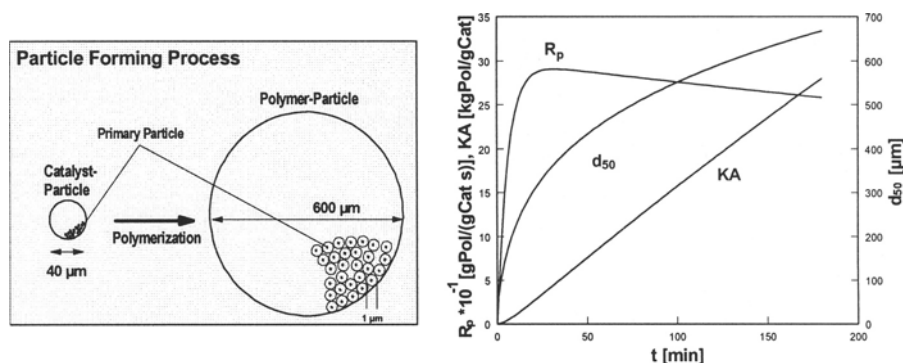 Particle Forming Process
Polymer-Particle
Primary Particle
Catalyst-
Particle
600 µm
Polymerization
40 µm
1 µm
R_p *10^-1 [gPol/(gCat s)], KA [kgPol/gCat]
35
30
25
20
15
10
5
0
R_p
d_50
KA
700
600
500
400
300
200
100
0
d_50 [µm]
0
50
100
150
200
t [min]